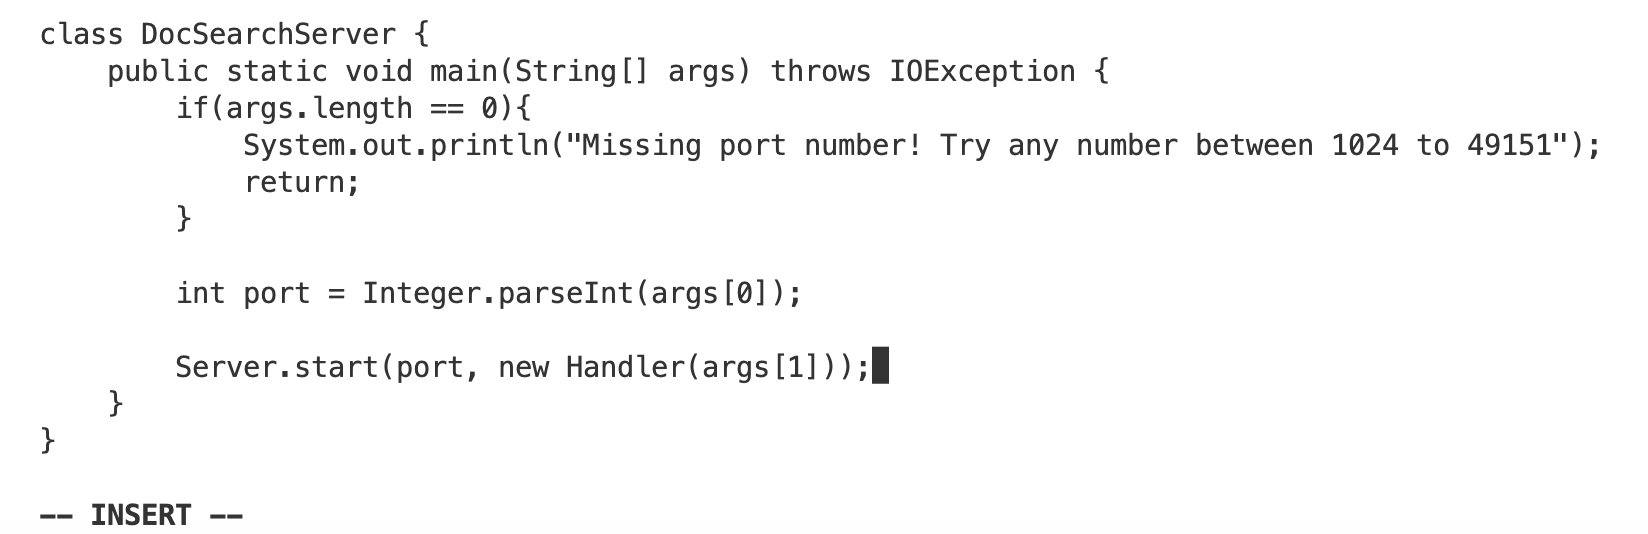 class DocSearchServer {
    public static void main(String[] args) throws IOException {
        if(args.length == 0){
            System.out.println("Missing port number! Try any number between 1024 to 49151");
            return;
        }

        int port = Integer.parseInt(args[0]);

        Server.start(port, new Handler(args[1]));
    }
}

-- INSERT --